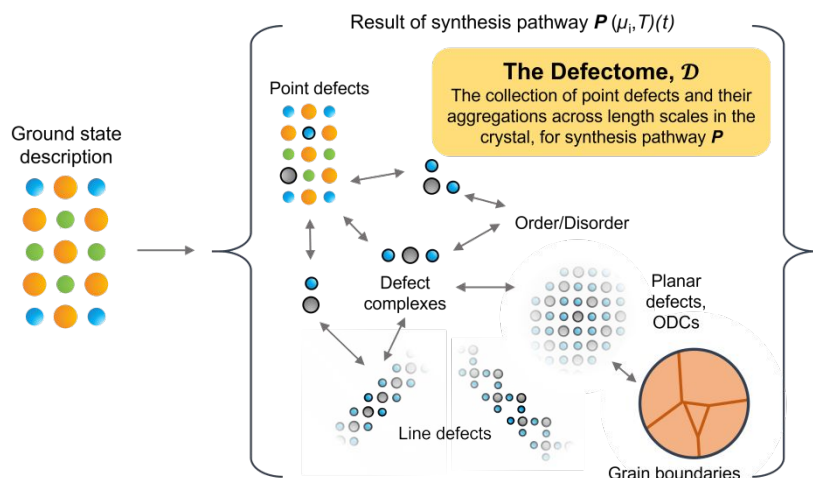 Result of synthesis pathway P (μi,T)(t)
The Defectome, 𝒟
The collection of point defects and their
aggregations across length scales in the
crystal, for synthesis pathway P
Point defects
Ground state
description
Order/Disorder
Defect
complexes
Planar
defects,
ODCs
Line defects
Grain boundaries